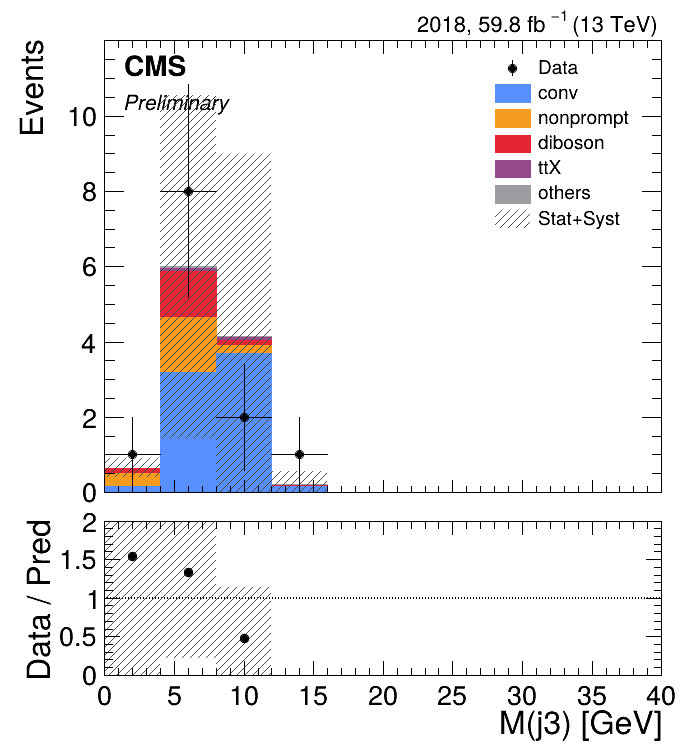 2018, 59.8 fb⁻¹ (13 TeV)
CMS
Preliminary
Events
10
8
6
4
2
0
Data
conv
nonprompt
diboson
ttX
others
Stat+Syst
Data / Pred
2
1.5
1
0.5
0
0 5 10 15 20 25 30 35 40
M(j3) [GeV]